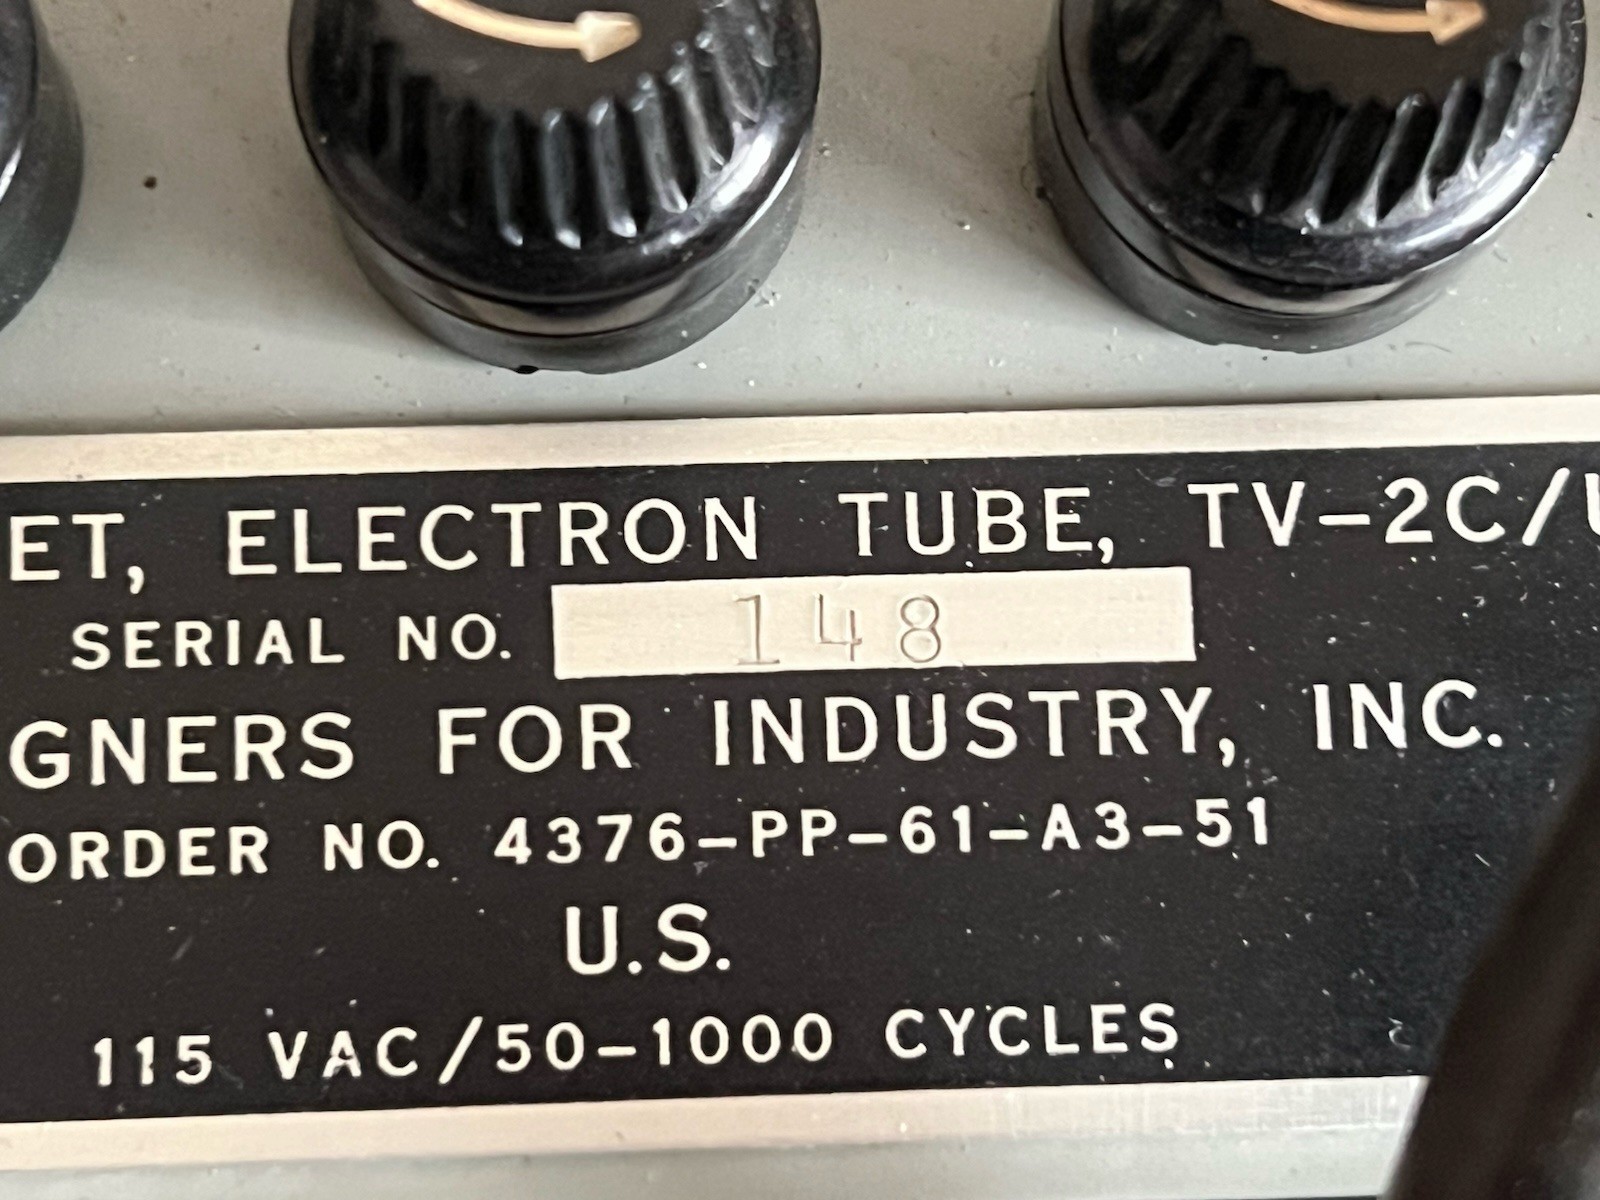 ET, ELECTRON TUBE, TV-2C/U
SERIAL NO. 148
GNERS FOR INDUSTRY, INC.
ORDER NO. 4376-PP-61-A3-51
U.S.
115 VAC/50-1000 CYCLES